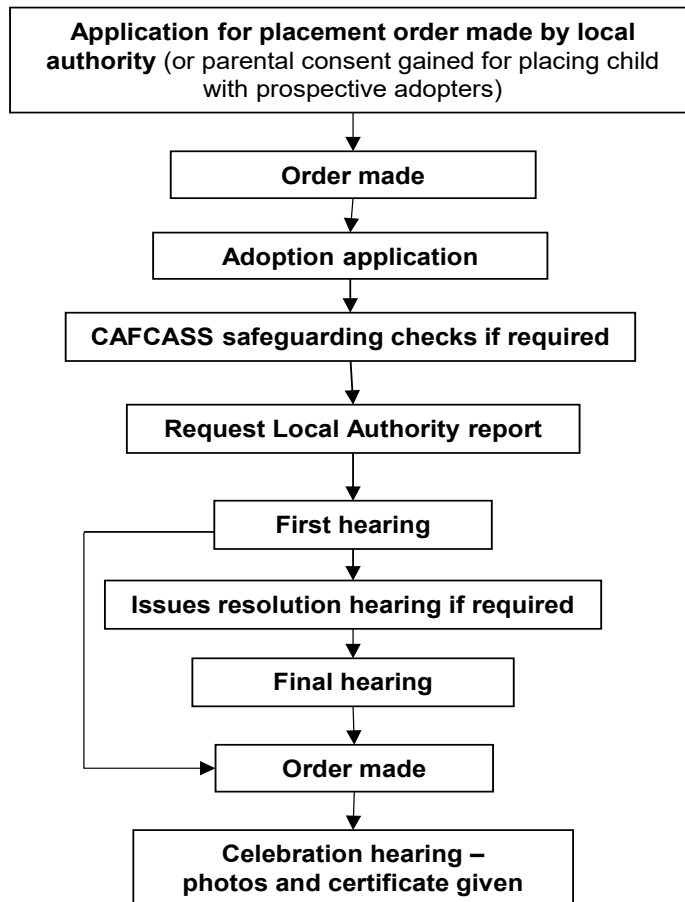 Application for placement order made by local
authority (or parental consent gained for placing child
with prospective adopters)
Order made
Adoption application
CAFCASS safeguarding checks if required
Request Local Authority report
First hearing
Issues resolution hearing if required
Final hearing
Order made
Celebration hearing –
photos and certificate given